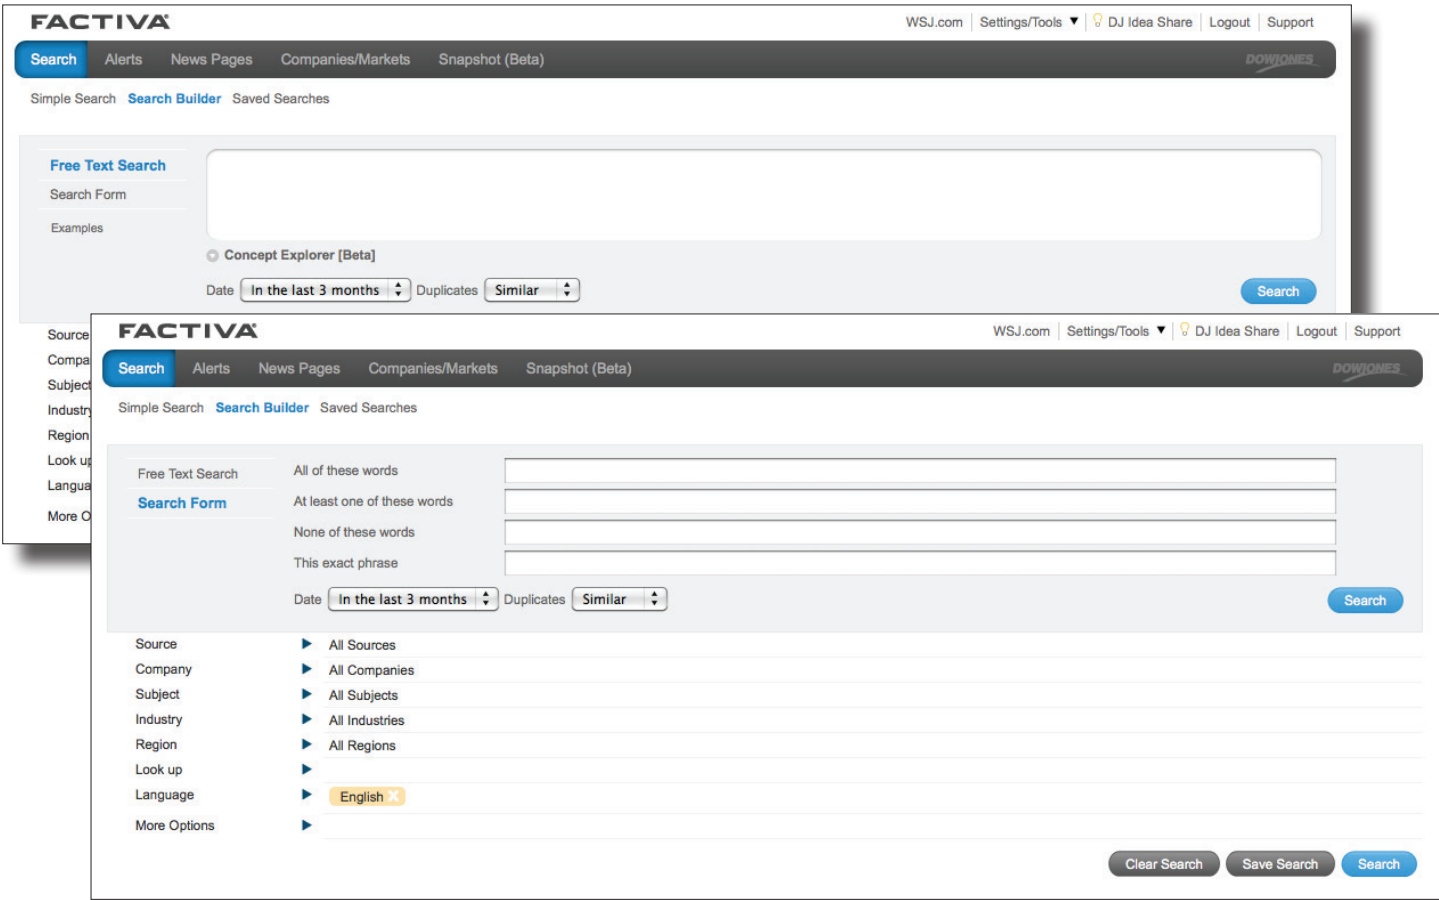 FACTIVA
WSJ.com Settings/Tools ▼ DJ Idea Share Logout Support
Search Alerts News Pages Companies/Markets Snapshot (Beta) DOWJONES
Simple Search Search Builder Saved Searches
Free Text Search
Search Form
Examples
Concept Explorer [Beta]
Date In the last 3 months Duplicates Similar Search
Source
Compa
Subject
Industry
Region
Look up
Langua
More O
FACTIVA
WSJ.com Settings/Tools ▼ DJ Idea Share Logout Support
Search Alerts News Pages Companies/Markets Snapshot (Beta) DOWJONES
Simple Search Search Builder Saved Searches
Free Text Search
Search Form
All of these words
At least one of these words
None of these words
This exact phrase
Date In the last 3 months Duplicates Similar Search
Source All Sources
Company All Companies
Subject All Subjects
Industry All Industries
Region All Regions
Look up
Language English X
More Options
Clear Search Save Search Search